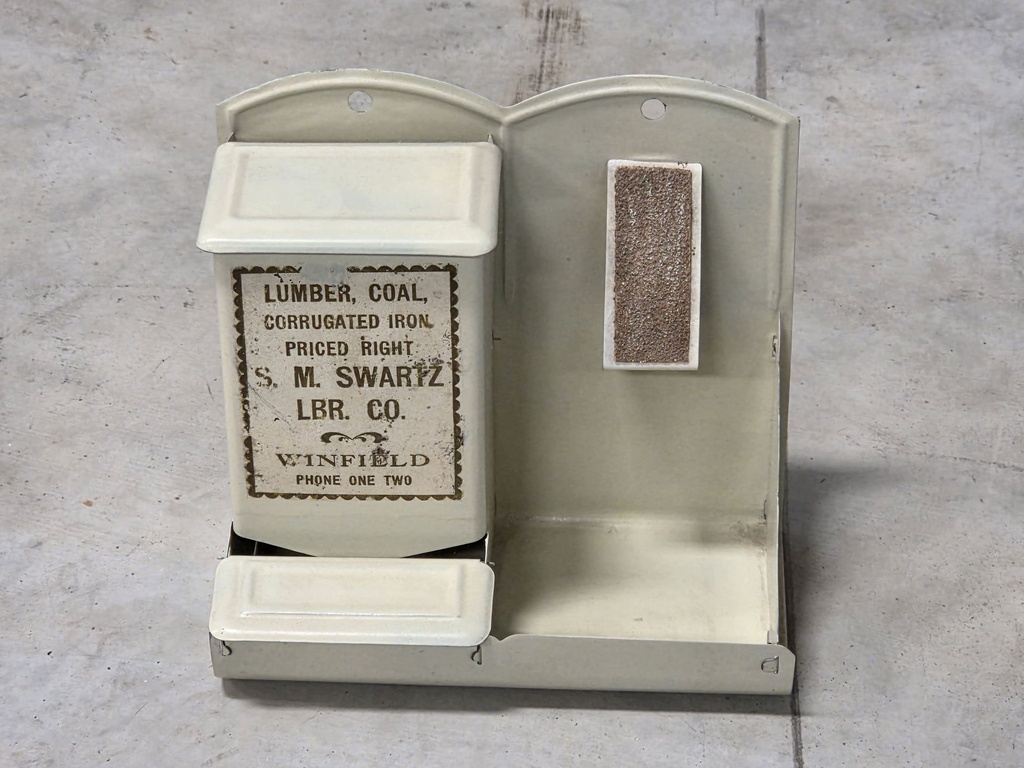 LUMBER, COAL,
CORRUGATED IRON
PRICED RIGHT
S. M. SWARTZ
LBR. CO.
WINFIELD
PHONE ONE TWO